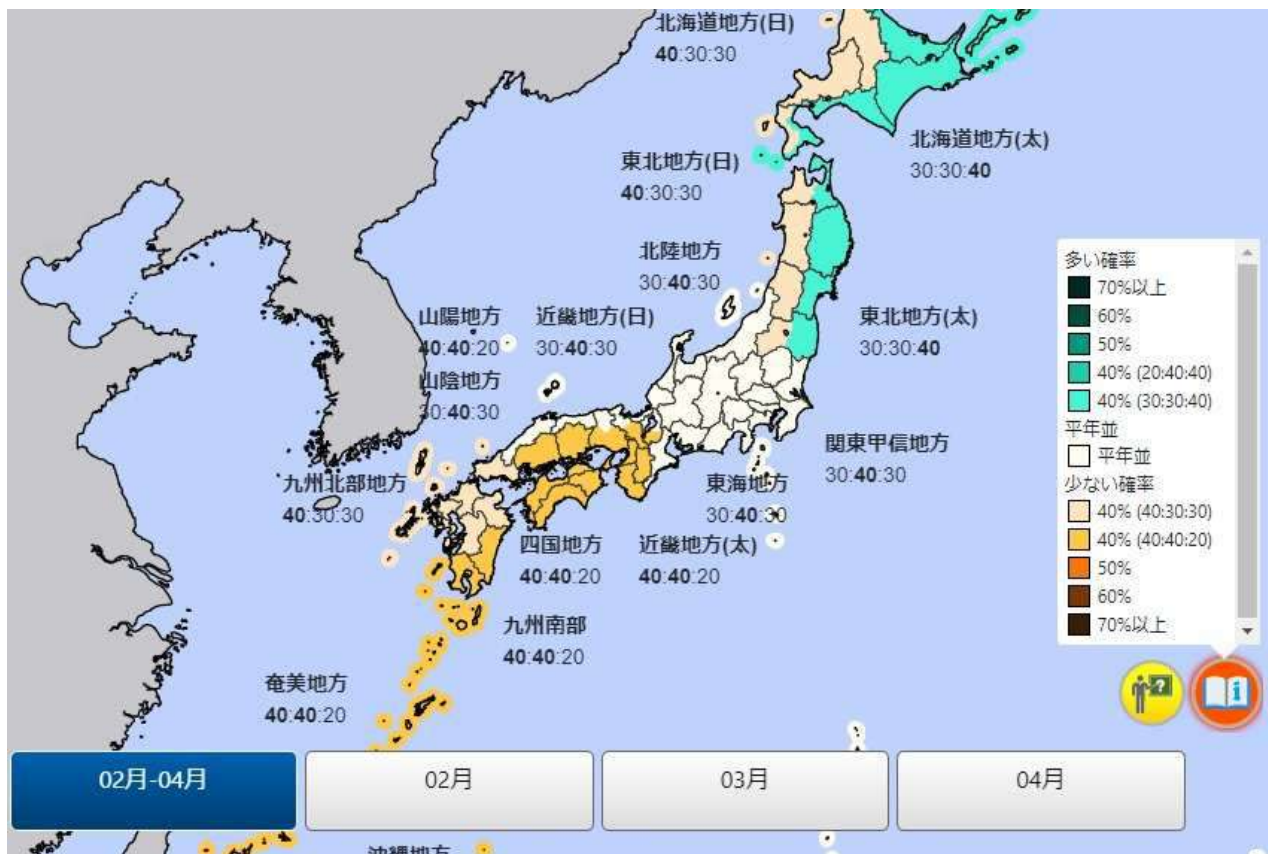 北海道地方(日)
40:30:30
北海道地方(太)
30:30:40
東北地方(日)
40:30:30
北陸地方
30:40:30
山陽地方
40:40:20
近畿地方(日)
30:40:30
東北地方(太)
30:30:40
山陰地方
30:40:30
関東甲信地方
30:40:30
九州北部地方
40:30:30
東海地方
30:40:30
四国地方
40:40:20
近畿地方(太)
40:40:20
九州南部
40:40:20
奄美地方
40:40:20
沖縄地方
多い確率
70%以上
60%
50%
40% (20:40:40)
40% (30:30:40)
平年並
平年並
少ない確率
40% (40:30:30)
40% (40:40:20)
50%
60%
70%以上
?
i
02月-04月
02月
03月
04月